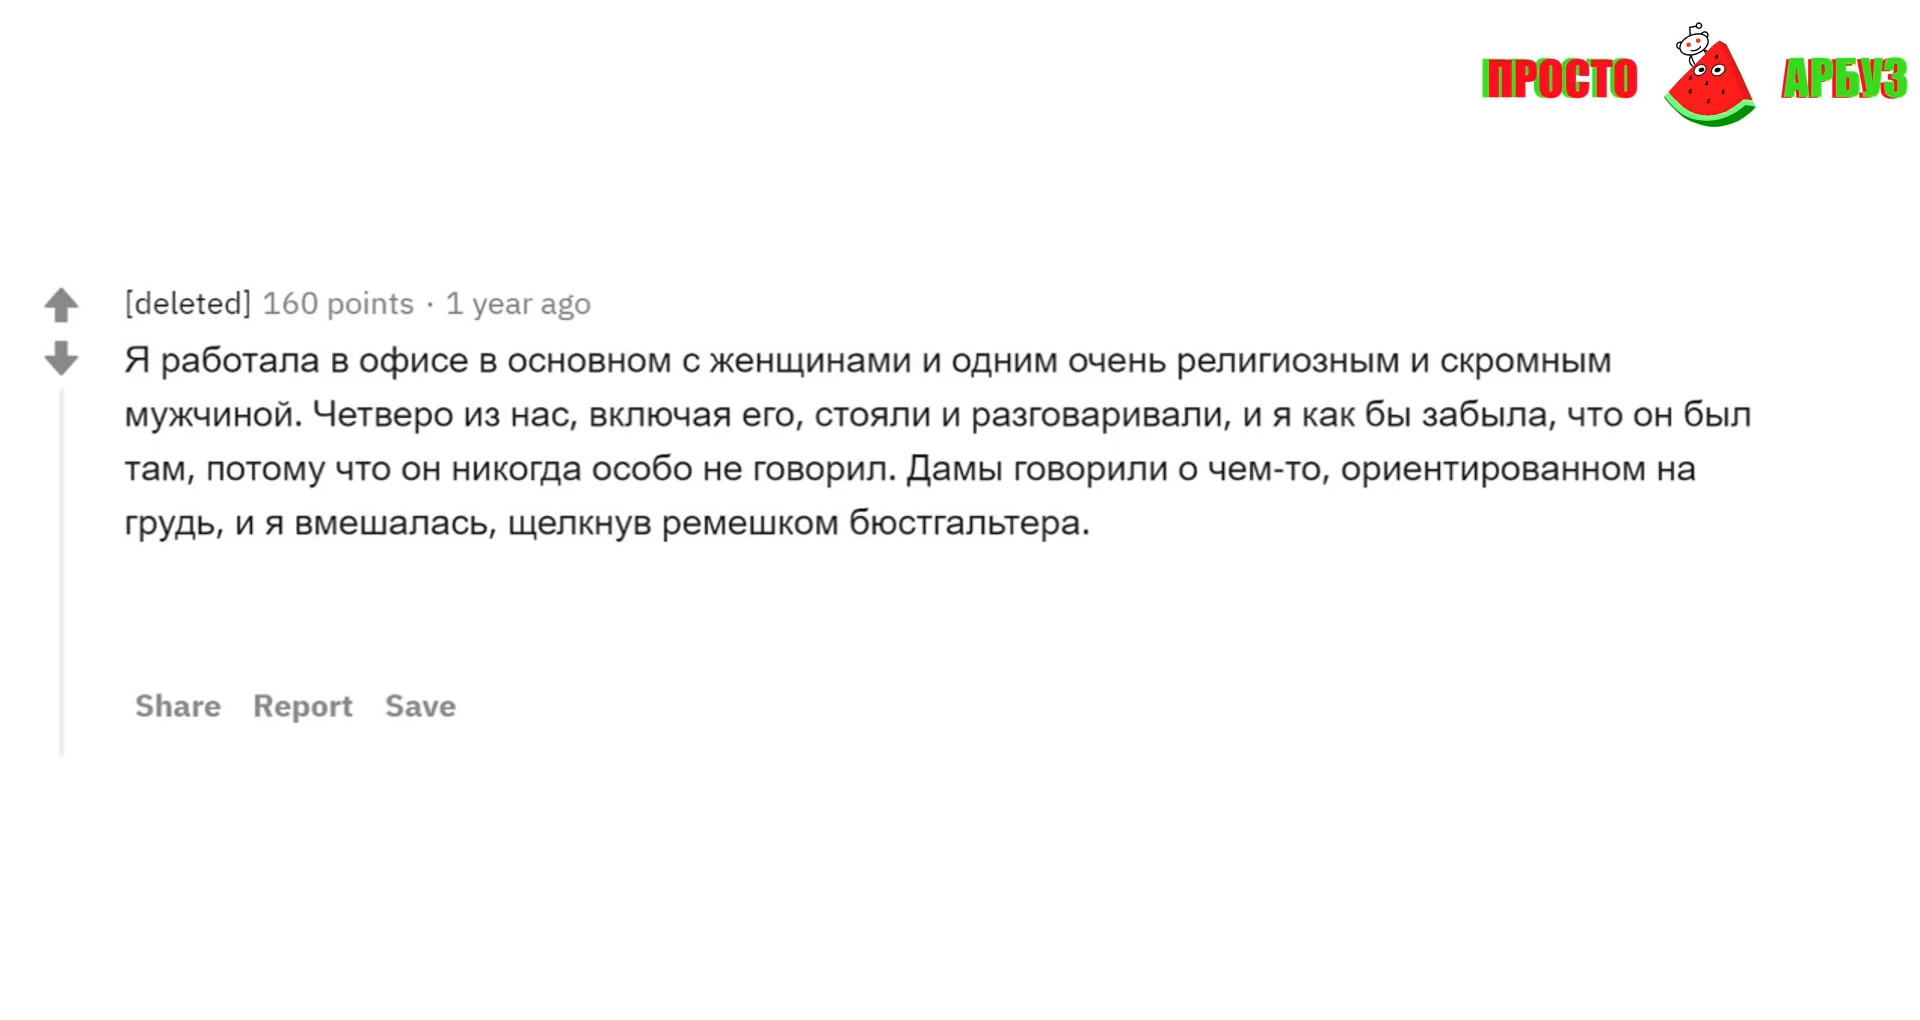 ПРОСТО АРБУЗ
[deleted] 160 points · 1 year ago
Я работала в офисе в основном с женщинами и одним очень религиозным и скромным
мужчиной. Четверо из нас, включая его, стояли и разговаривали, и я как бы забыла, что он был
там, потому что он никогда особо не говорил. Дамы говорили о чем-то, ориентированном на
грудь, и я вмешалась, щелкнув ремешком бюстгальтера.
Share Report Save